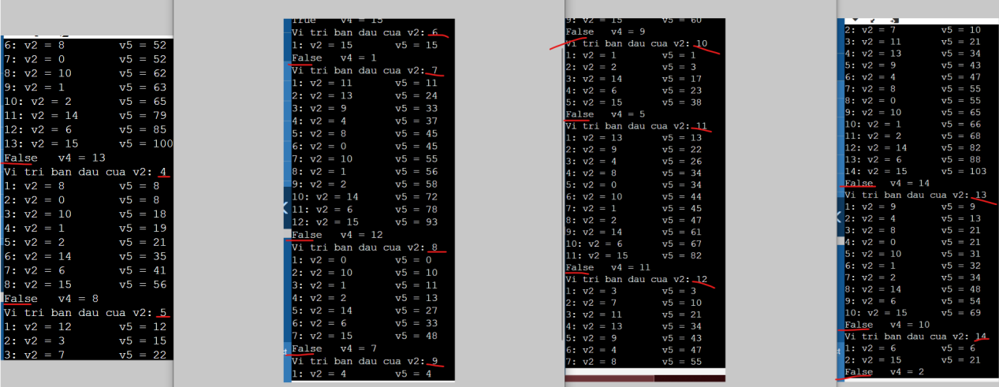 6: v2 = 8 v5 = 52
7: v2 = 0 v5 = 52
8: v2 = 10 v5 = 62
9: v2 = 1 v5 = 63
10: v2 = 2 v5 = 65
11: v2 = 14 v5 = 79
12: v2 = 6 v5 = 85
13: v2 = 15 v5 = 100
False v4 = 13
Vi tri ban dau cua v2: 4
1: v2 = 8 v5 = 8
2: v2 = 0 v5 = 8
3: v2 = 10 v5 = 18
4: v2 = 1 v5 = 19
5: v2 = 2 v5 = 21
6: v2 = 14 v5 = 35
7: v2 = 6 v5 = 41
8: v2 = 15 v5 = 56
False v4 = 8
Vi tri ban dau cua v2: 5
1: v2 = 12 v5 = 12
2: v2 = 3 v5 = 15
3: v2 = 7 v5 = 22
True v4 = 15
Vi tri ban dau cua v2: 6
1: v2 = 15 v5 = 15
False v4 = 1
Vi tri ban dau cua v2: 7
1: v2 = 11 v5 = 11
2: v2 = 13 v5 = 24
3: v2 = 9 v5 = 33
4: v2 = 4 v5 = 37
5: v2 = 8 v5 = 45
6: v2 = 0 v5 = 45
7: v2 = 10 v5 = 55
8: v2 = 1 v5 = 56
9: v2 = 2 v5 = 58
10: v2 = 14 v5 = 72
11: v2 = 6 v5 = 78
12: v2 = 15 v5 = 93
False v4 = 12
Vi tri ban dau cua v2: 8
1: v2 = 0 v5 = 0
2: v2 = 10 v5 = 10
3: v2 = 1 v5 = 11
4: v2 = 2 v5 = 13
5: v2 = 14 v5 = 27
6: v2 = 6 v5 = 33
7: v2 = 15 v5 = 48
False v4 = 7
Vi tri ban dau cua v2: 9
1: v2 = 4 v5 = 4
9: v2 = 15 v5 = 60
False v4 = 9
Vi tri ban dau cua v2: 10
1: v2 = 1 v5 = 1
2: v2 = 2 v5 = 3
3: v2 = 14 v5 = 17
4: v2 = 6 v5 = 23
5: v2 = 15 v5 = 38
False v4 = 5
Vi tri ban dau cua v2: 11
1: v2 = 13 v5 = 13
2: v2 = 9 v5 = 22
3: v2 = 4 v5 = 26
4: v2 = 8 v5 = 34
5: v2 = 0 v5 = 34
6: v2 = 10 v5 = 44
7: v2 = 1 v5 = 45
8: v2 = 2 v5 = 47
9: v2 = 14 v5 = 61
10: v2 = 6 v5 = 67
11: v2 = 15 v5 = 82
False v4 = 11
Vi tri ban dau cua v2: 12
1: v2 = 3 v5 = 3
2: v2 = 7 v5 = 10
3: v2 = 11 v5 = 21
4: v2 = 13 v5 = 34
5: v2 = 9 v5 = 43
6: v2 = 4 v5 = 47
7: v2 = 8 v5 = 55
2: v2 = 7 v5 = 10
3: v2 = 11 v5 = 21
4: v2 = 13 v5 = 34
5: v2 = 9 v5 = 43
6: v2 = 4 v5 = 47
7: v2 = 8 v5 = 55
8: v2 = 0 v5 = 55
9: v2 = 10 v5 = 65
10: v2 = 1 v5 = 66
11: v2 = 2 v5 = 68
12: v2 = 14 v5 = 82
13: v2 = 6 v5 = 88
14: v2 = 15 v5 = 103
False v4 = 14
Vi tri ban dau cua v2: 13
1: v2 = 9 v5 = 9
2: v2 = 4 v5 = 13
3: v2 = 8 v5 = 21
4: v2 = 0 v5 = 21
5: v2 = 10 v5 = 31
6: v2 = 1 v5 = 32
7: v2 = 2 v5 = 34
8: v2 = 14 v5 = 48
9: v2 = 6 v5 = 54
10: v2 = 15 v5 = 69
False v4 = 10
Vi tri ban dau cua v2: 14
1: v2 = 6 v5 = 6
2: v2 = 15 v5 = 21
False v4 = 2